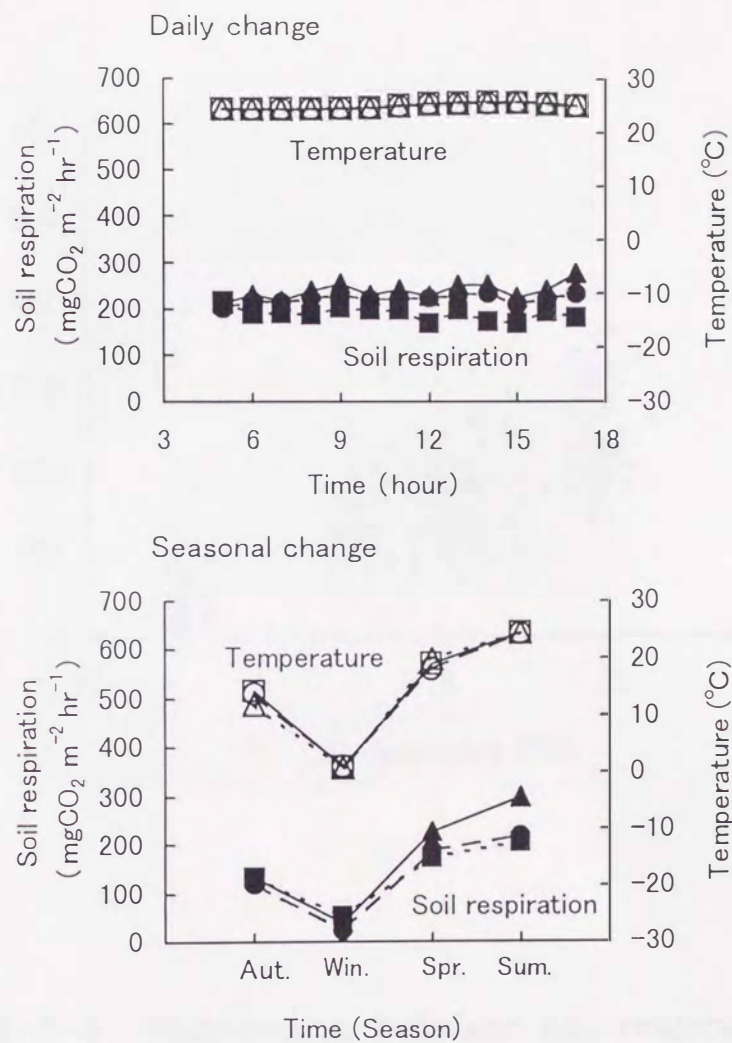 Daily change
700
600
500
400
300
200
100
0
Soil respiration
(mgCO₂ m⁻² hr⁻¹)
30
20
10
0
−10
−20
−30
Temperature (℃)
Temperature
Soil respiration
3
6
9
12
15
18
Time (hour)
Seasonal change
700
600
500
400
300
200
100
0
Soil respiration
(mgCO₂ m⁻² hr⁻¹)
30
20
10
0
−10
−20
−30
Temperature (℃)
Temperature
Soil respiration
Aut.
Win.
Spr.
Sum.
Time (Season)